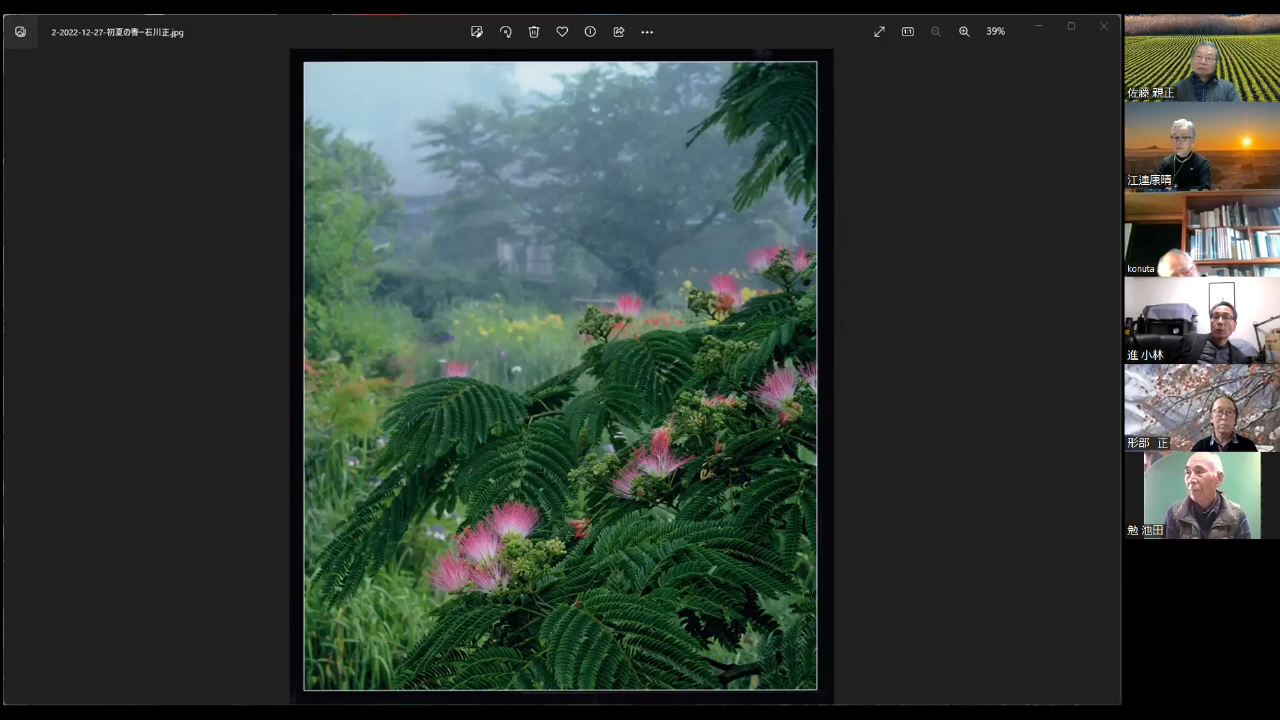 2-2022-12-27-初夏の香−石川正.jpg
39%
佐藤 親正
江連康晴
konuta
進 小林
形部 正
勉 池田